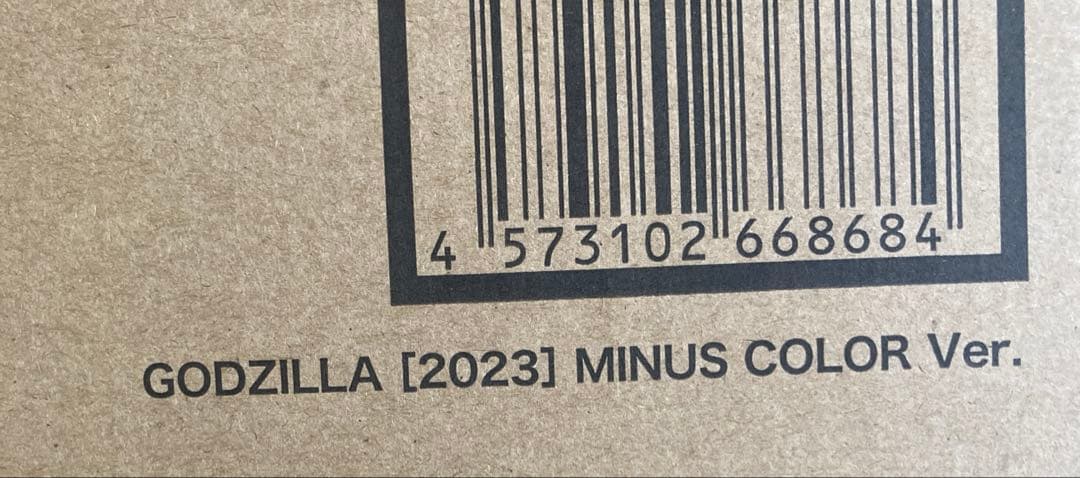 4 573102 668684
GODZILLA [2023] MINUS COLOR Ver.